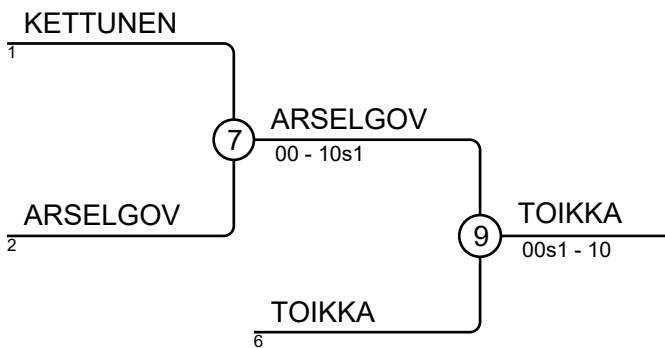 KETTUNEN
1
7
ARSELGOV
00 - 10s1
ARSELGOV
2
9
TOIKKA
00s1 - 10
TOIKKA
6